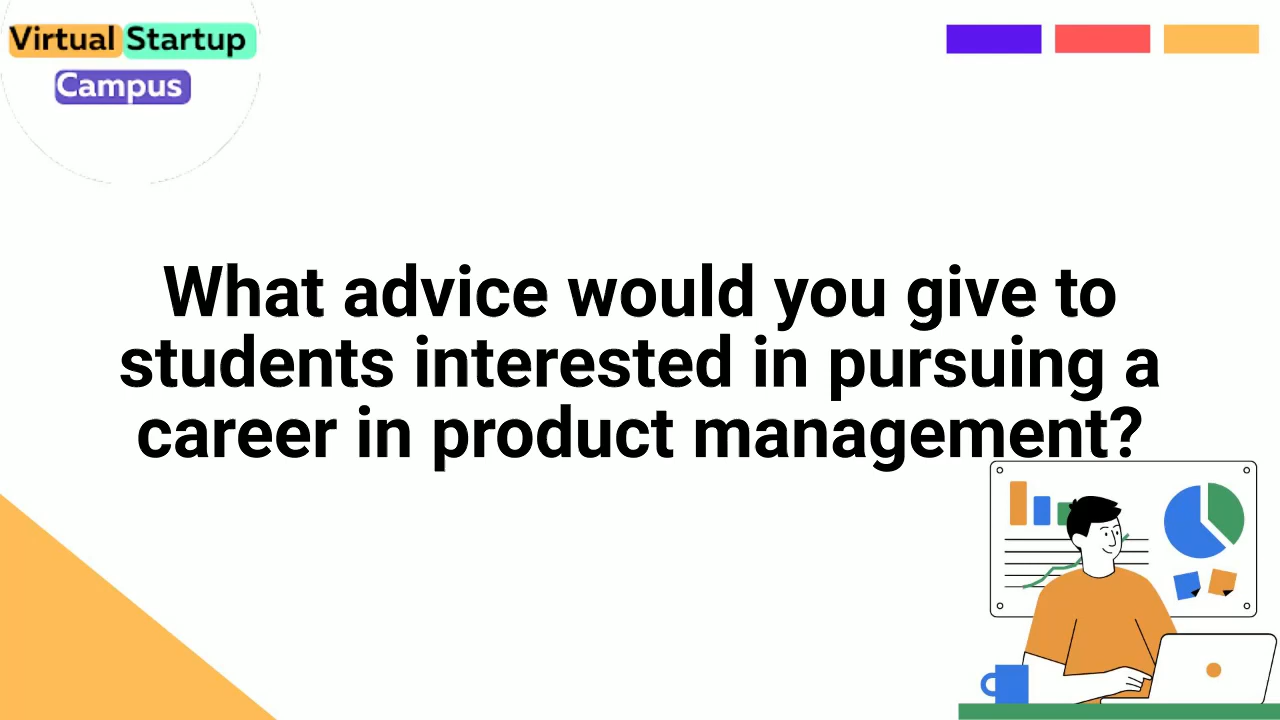 Virtual Startup
Campus
What advice would you give to
students interested in pursuing a
career in product management?